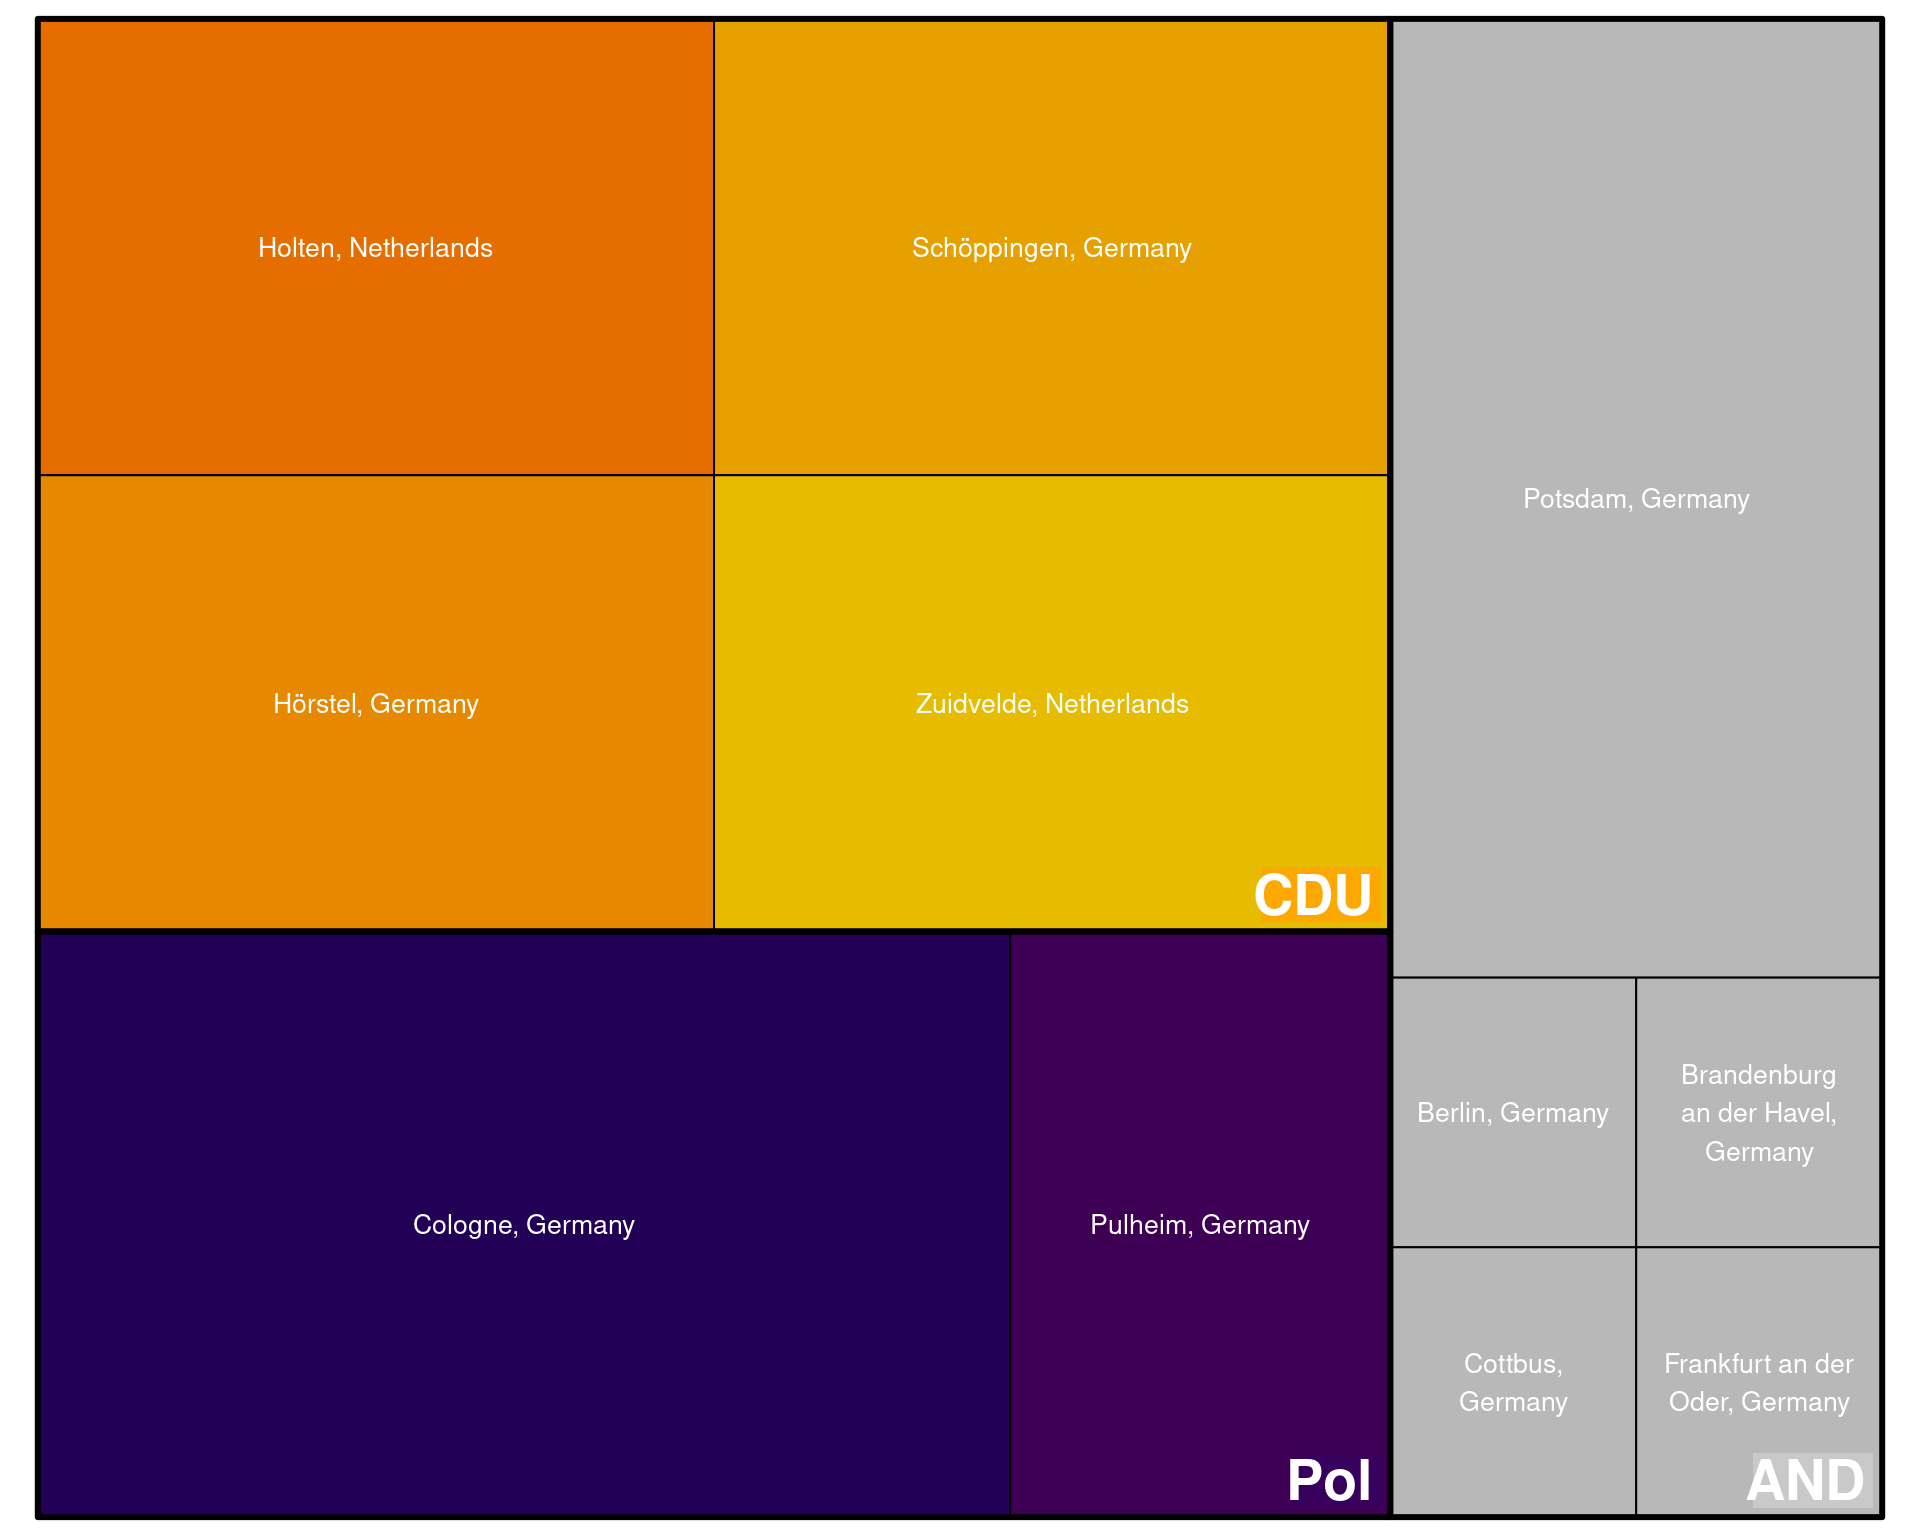 Holten, Netherlands
Schöppingen, Germany
Hörstel, Germany
Zuidvelde, Netherlands
CDU
Cologne, Germany
Pulheim, Germany
Pol
Potsdam, Germany
Berlin, Germany
Brandenburg
an der Havel,
Germany
Cottbus,
Germany
Frankfurt an der
Oder, Germany
AND